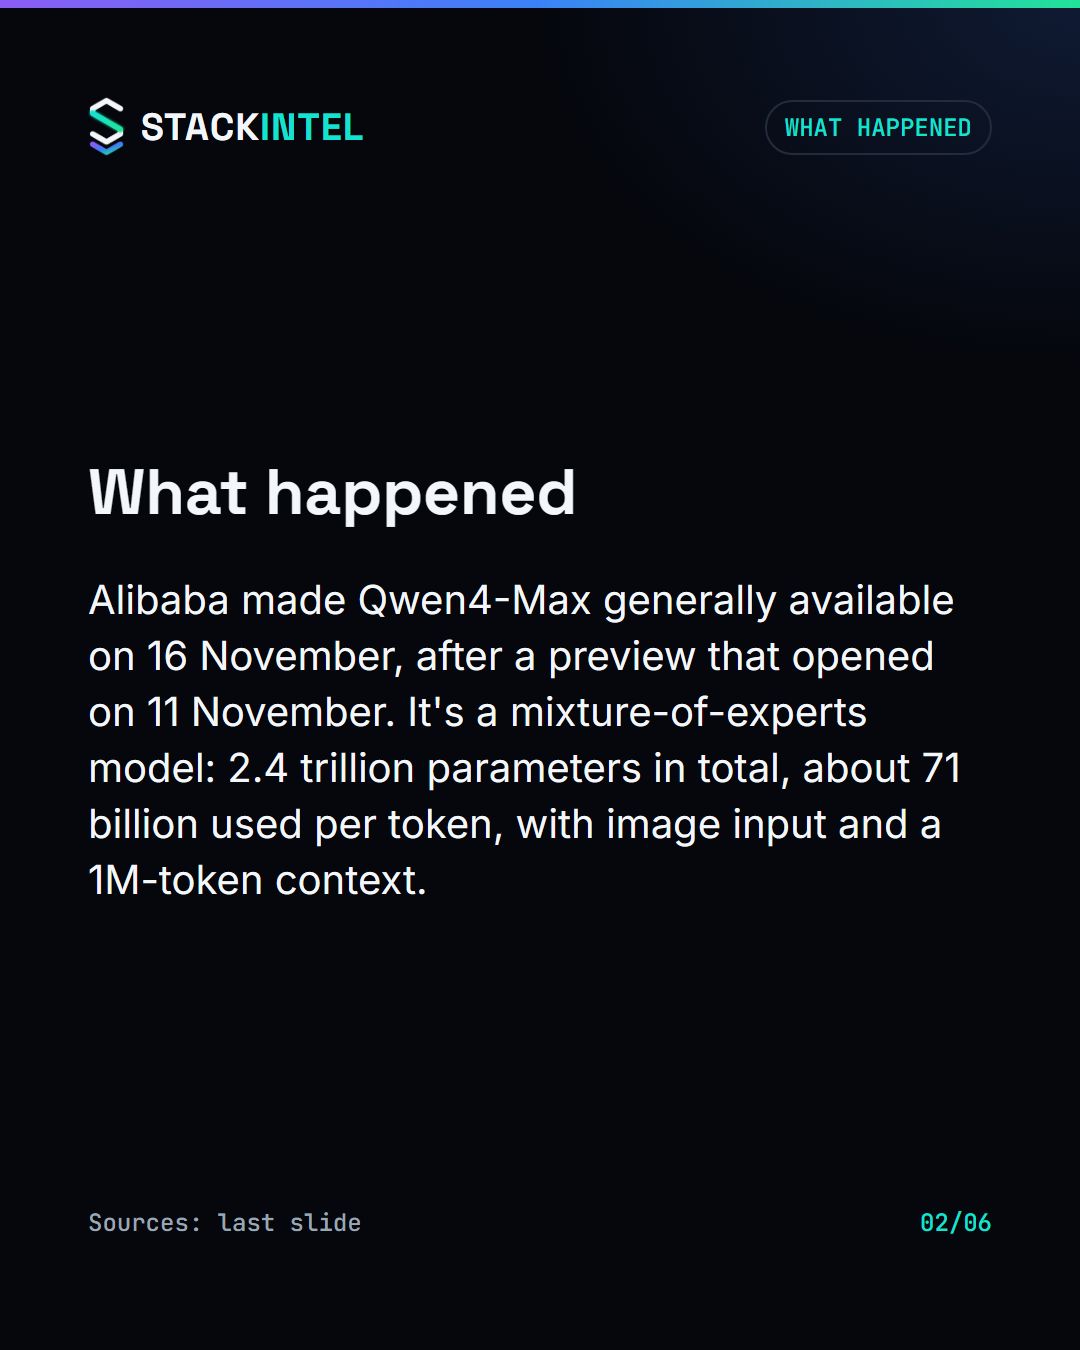 STACKINTEL
WHAT HAPPENED
What happened
Alibaba made Qwen4-Max generally available
on 16 November, after a preview that opened
on 11 November. It's a mixture-of-experts
model: 2.4 trillion parameters in total, about 71
billion used per token, with image input and a
1M-token context.
Sources: last slide
02/06